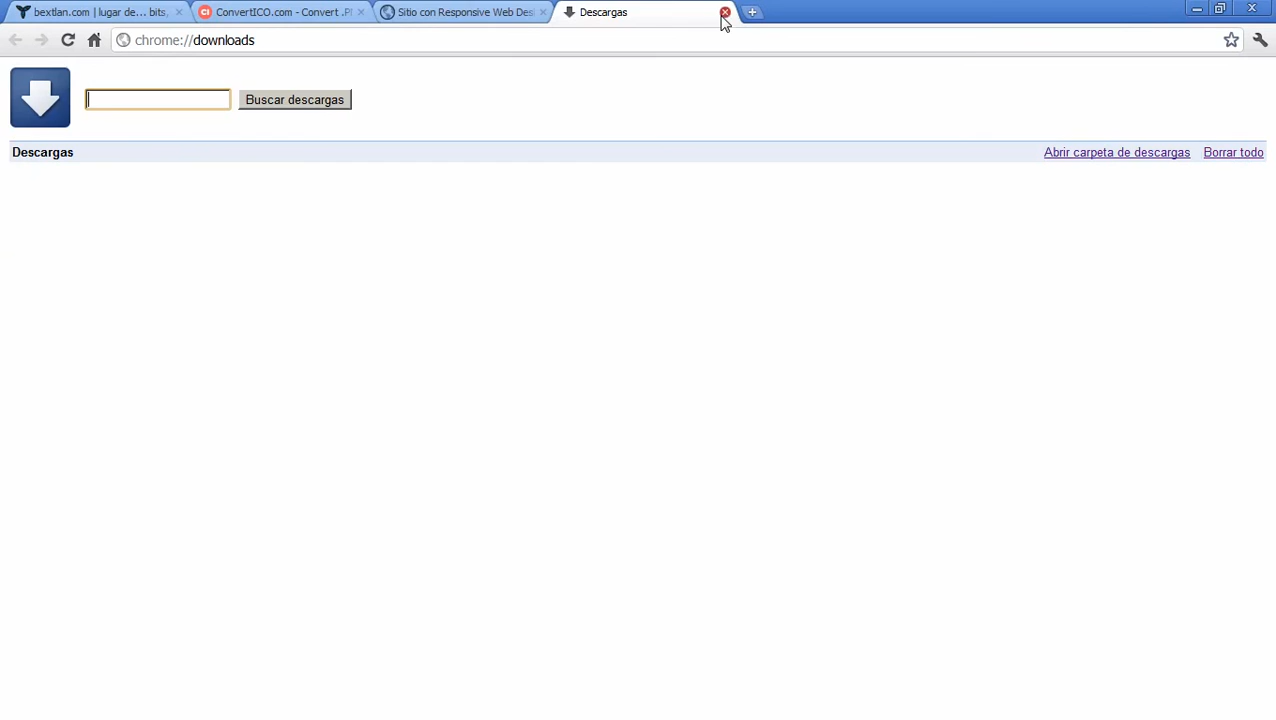 bextlan.com | lugar de... bits,
CI ConvertICO.com - Convert .P
Sitio con Responsive Web Des
Descargas
chrome://downloads
Buscar descargas
Descargas
Abrir carpeta de descargas
Borrar todo